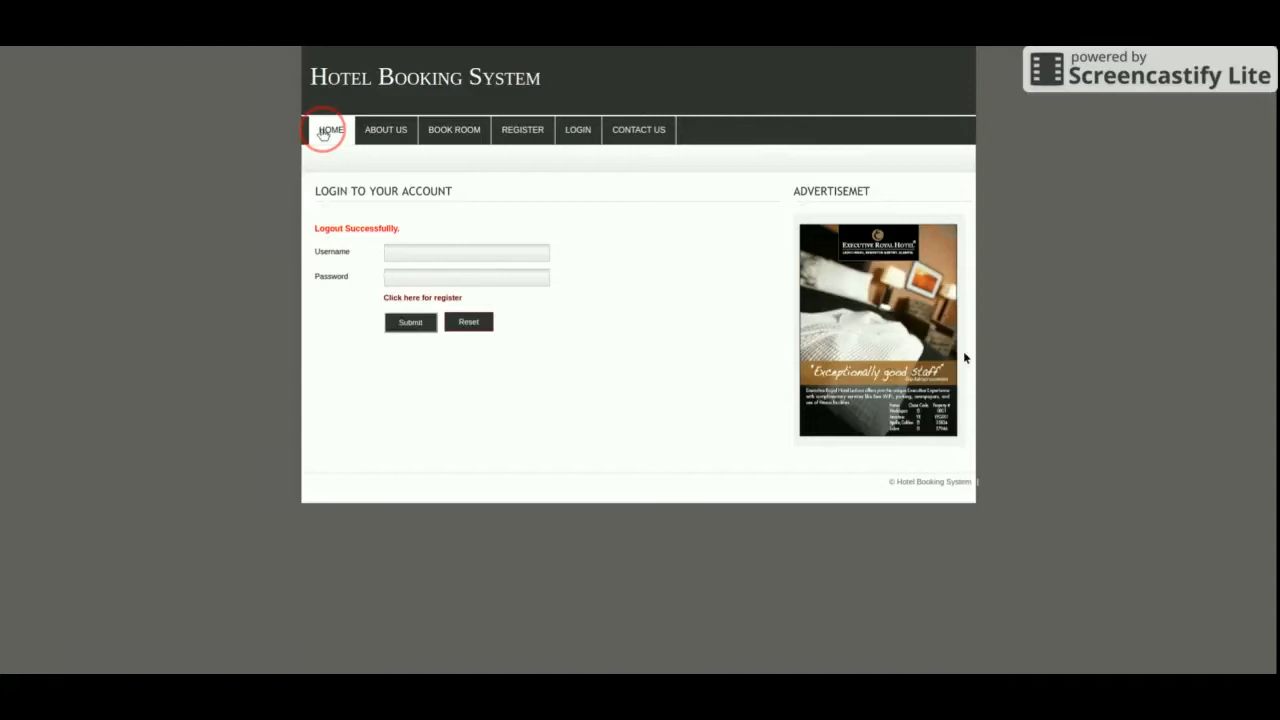 powered by
Screencastify Lite
HOTEL BOOKING SYSTEM
HOME ABOUT US BOOK ROOM REGISTER LOGIN CONTACT US
LOGIN TO YOUR ACCOUNT
ADVERTISEMET
Logout Successfullly.
Username
Password
Click here for register
Submit Reset
EXECUTIVE ROYAL HOTEL
"Exceptionally good staff"
© Hotel Booking System